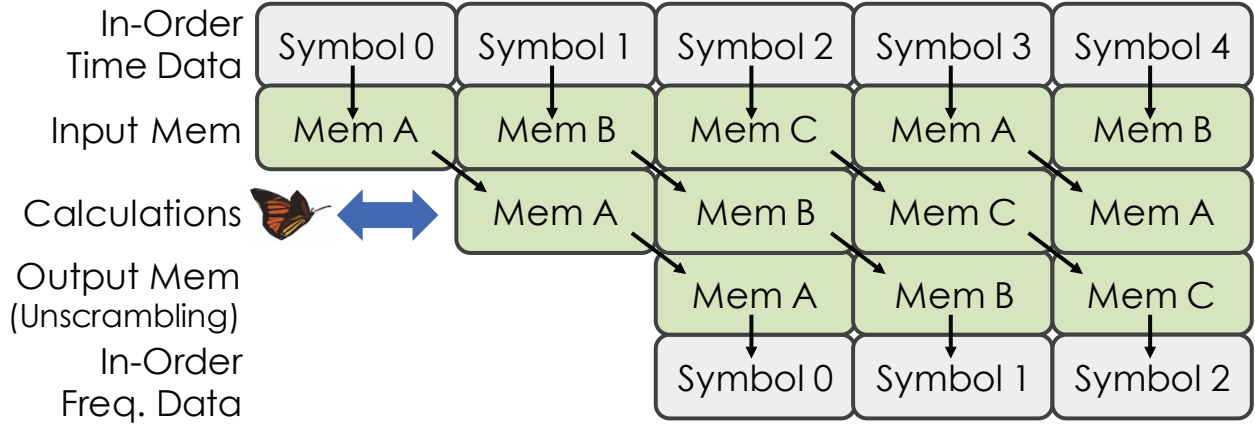 In-Order
Time Data
Symbol 0 Symbol 1 Symbol 2 Symbol 3 Symbol 4
Input Mem Mem A Mem B Mem C Mem A Mem B
Calculations Mem A Mem B Mem C Mem A
Output Mem
(Unscrambling)
Mem A Mem B Mem C
In-Order
Freq. Data
Symbol 0 Symbol 1 Symbol 2